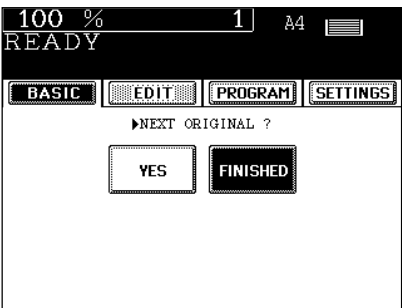 100 % 1 A4
READY
BASIC EDIT PROGRAM SETTINGS
▶NEXT ORIGINAL ?
YES FINISHED